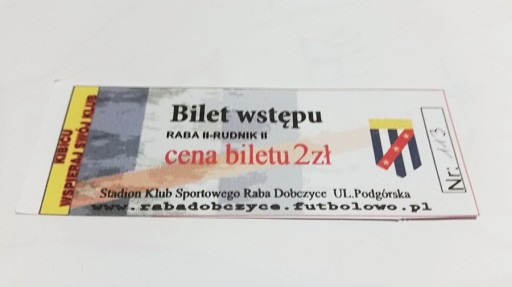 KIBICU
WSPIERAJ SWÓJ KLUB
Bilet wstępu
RABA II-RUDNIK II
cena biletu 2zł
Stadion Klub Sportowego Raba Dobczyce UL.Podgórska
www.rabadobczyce.futbolowo.pl
Nr: 113